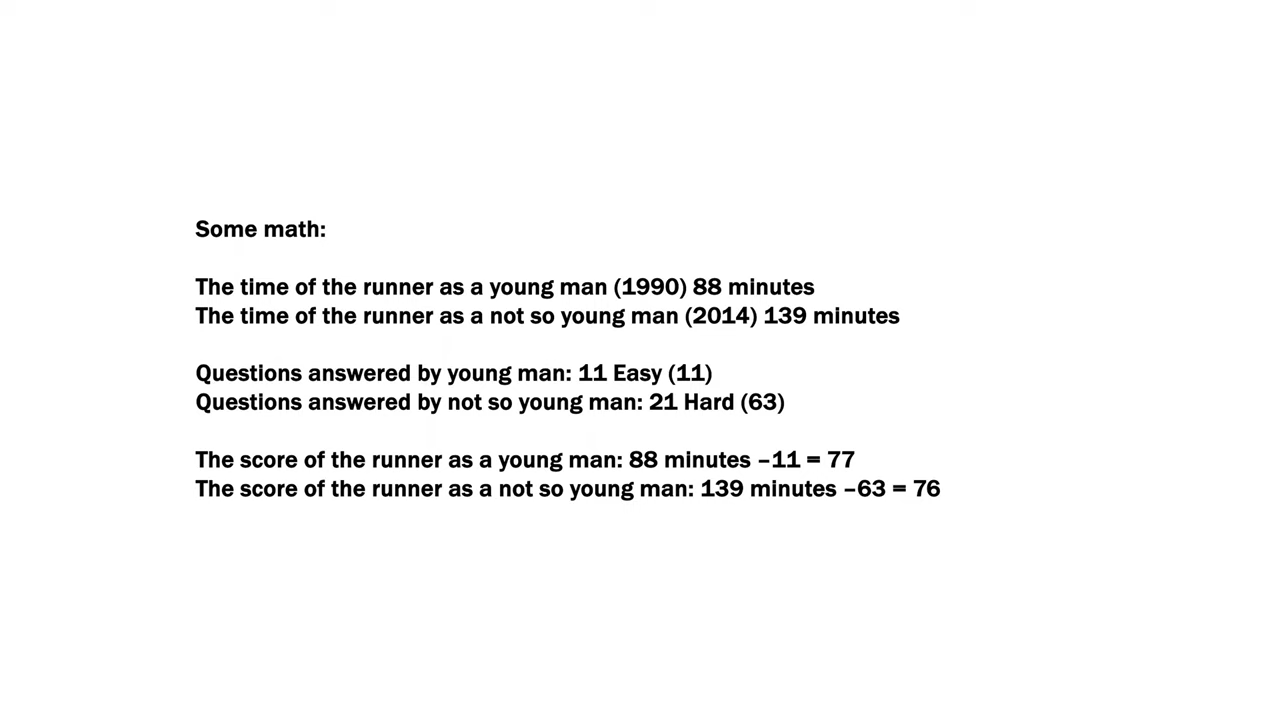 Some math:
The time of the runner as a young man (1990) 88 minutes
The time of the runner as a not so young man (2014) 139 minutes
Questions answered by young man: 11 Easy (11)
Questions answered by not so young man: 21 Hard (63)
The score of the runner as a young man: 88 minutes –11 = 77
The score of the runner as a not so young man: 139 minutes –63 = 76